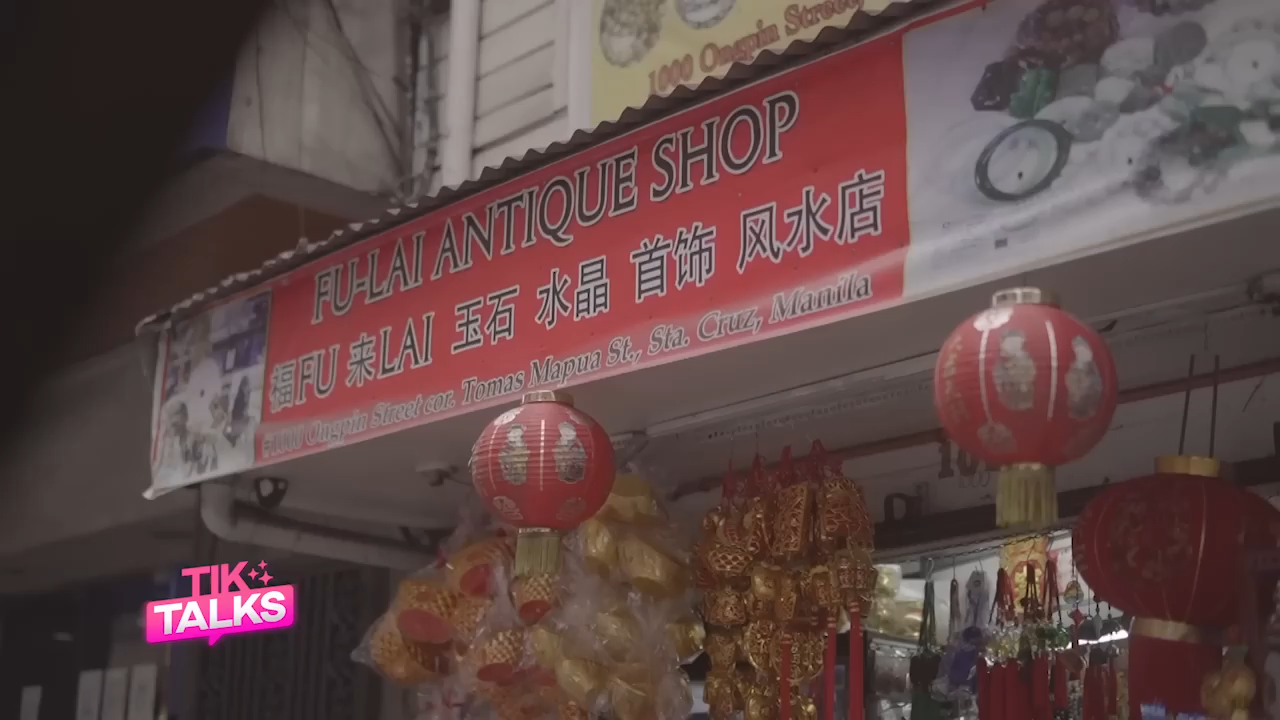 1000 Ongpin Street,
FU-LAI ANTIQUE SHOP
福FU 来LAI 玉石 水晶 首饰 风水店
#1000 Ongpin Street cor. Tomas Mapua St., Sta. Cruz, Manila
TIK
TALKS